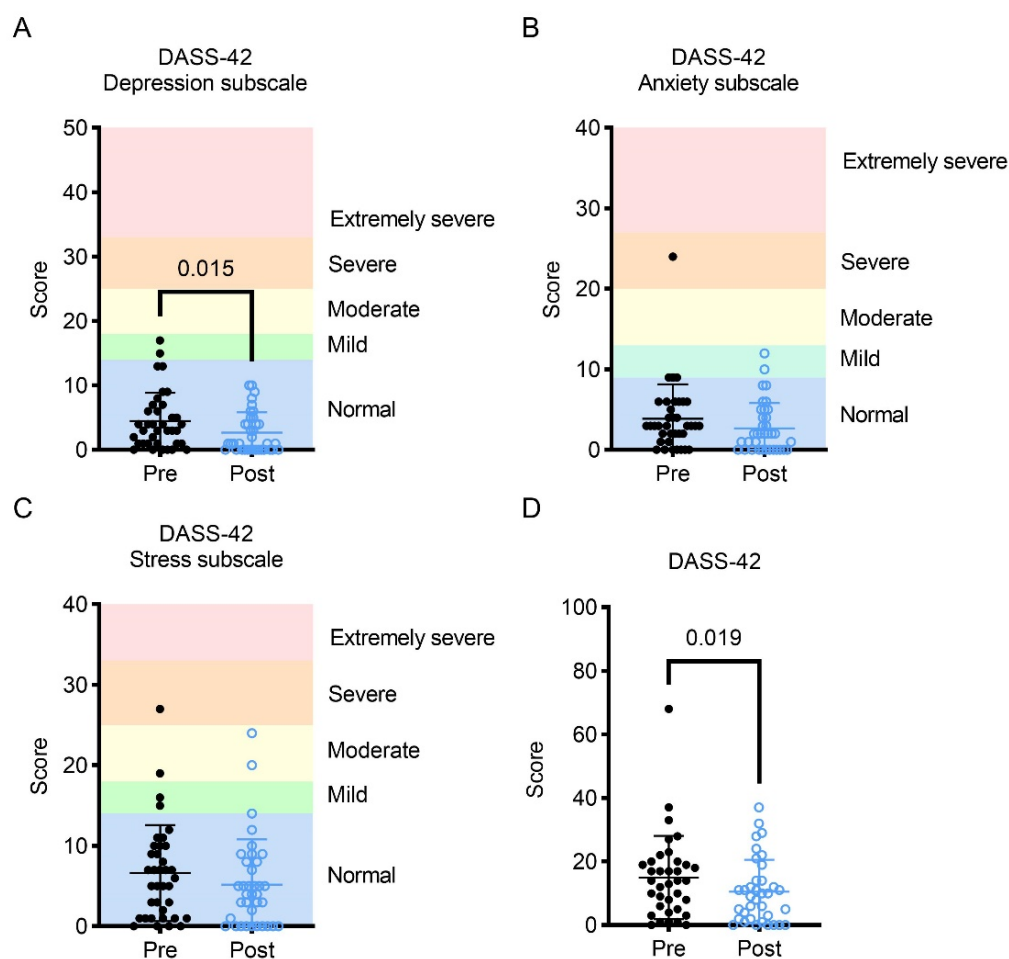 A
DASS-42
Depression subscale
50
40
30
20
10
0
Score
0.015
Extremely severe
Severe
Moderate
Mild
Normal
Pre
Post
B
DASS-42
Anxiety subscale
40
30
20
10
0
Score
Extremely severe
Severe
Moderate
Mild
Normal
Pre
Post
C
DASS-42
Stress subscale
40
30
20
10
0
Score
Extremely severe
Severe
Moderate
Mild
Normal
Pre
Post
D
DASS-42
100
80
60
40
20
0
Score
0.019
Pre
Post